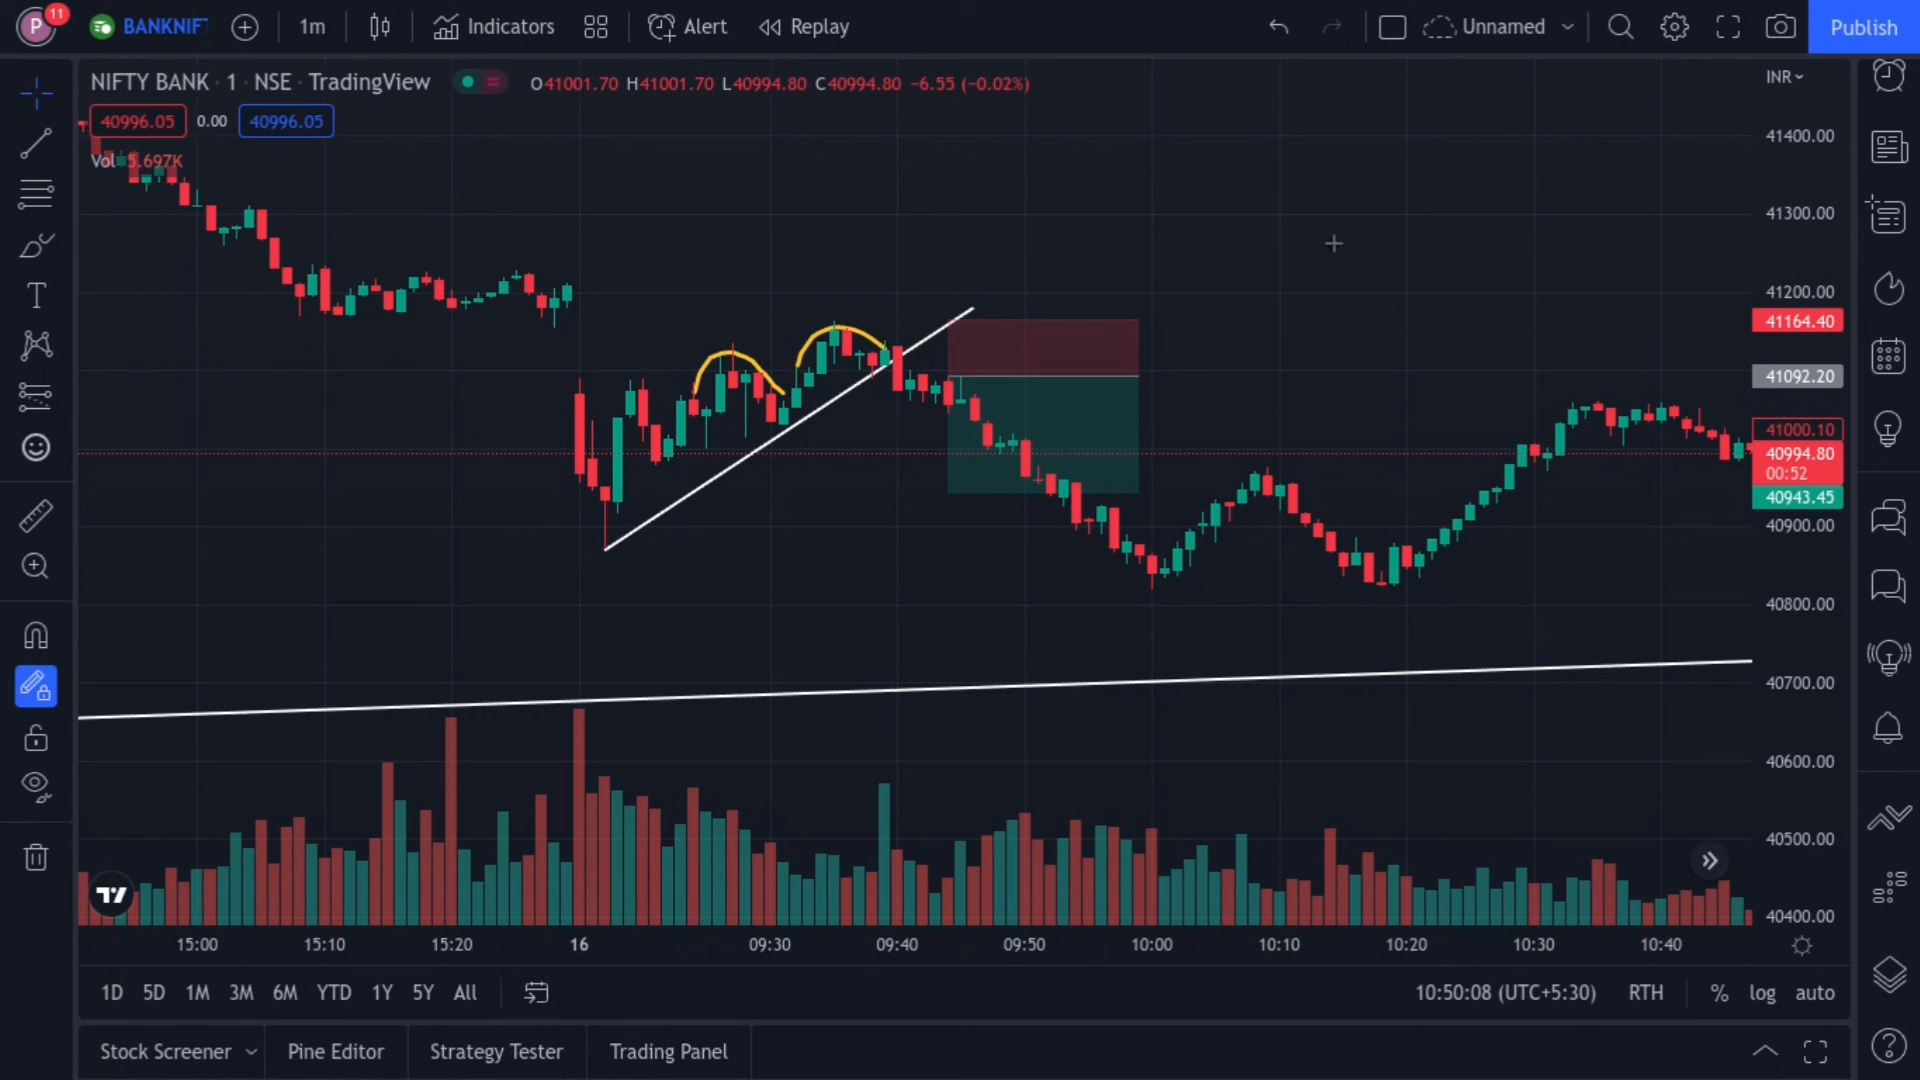 P 11 BANKNIF 1m Indicators Alert Replay Unnamed Publish
NIFTY BANK · 1 · NSE · TradingView O41001.70 H41001.70 L40994.80 C40994.80 −6.55 (−0.02%) INR
40996.05 0.00 40996.05
Vol 5.697K
41400.00
41300.00
41200.00
41164.40
41092.20
41000.10
40994.80
00:52
40943.45
40900.00
40800.00
40700.00
40600.00
40500.00
40400.00
15:00 15:10 15:20 16 09:30 09:40 09:50 10:00 10:10 10:20 10:30 10:40
1D 5D 1M 3M 6M YTD 1Y 5Y All 10:50:08 (UTC+5:30) RTH % log auto
Stock Screener Pine Editor Strategy Tester Trading Panel